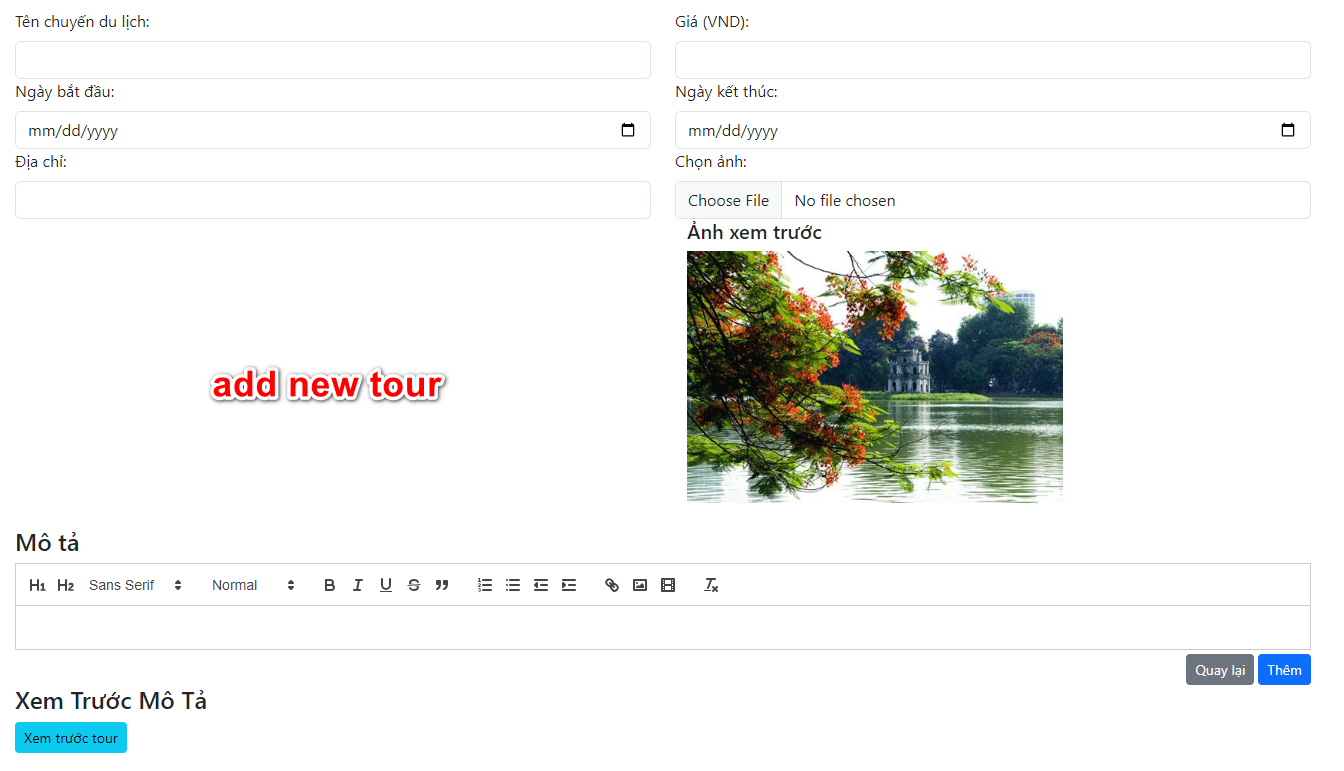 Tên chuyến du lịch:
Giá (VND):
Ngày bắt đầu:
Ngày kết thúc:
mm/dd/yyyy
mm/dd/yyyy
Địa chỉ:
Chọn ảnh:
Choose File No file chosen
Ảnh xem trước
add new tour
Mô tả
H1 H2 Sans Serif Normal B I U S
Quay lại Thêm
Xem Trước Mô Tả
Xem trước tour